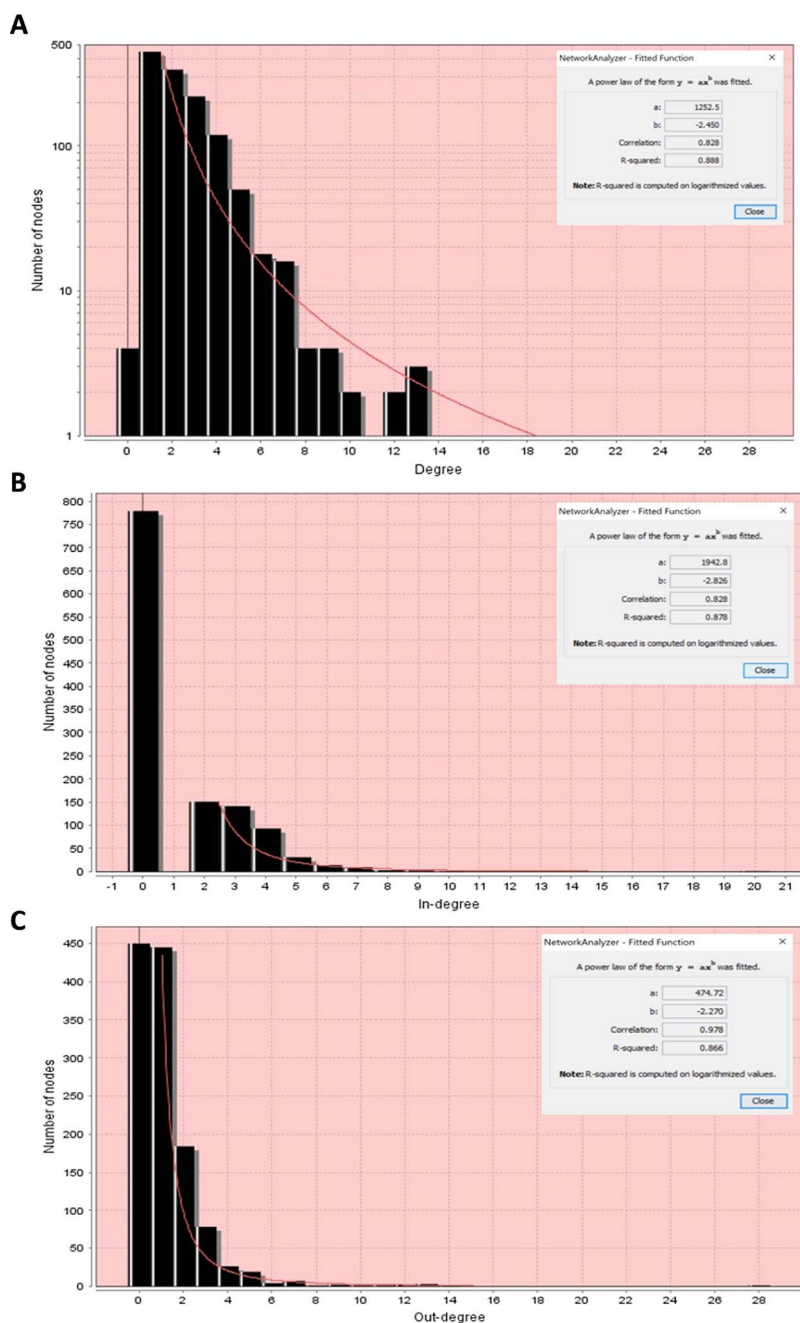 A
500
100
10
1
Number of nodes
0 2 4 6 8 10 12 14 16 18 20 22 24 26 28
Degree
NetworkAnalyzer - Fitted Function ×
A power law of the form y = ax^b was fitted.
a: 1252.5
b: -2.450
Correlation: 0.828
R-squared: 0.888
Note: R-squared is computed on logarithmized values.
Close
B
800
750
700
650
600
550
500
450
400
350
300
250
200
150
100
50
0
Number of nodes
-1 0 1 2 3 4 5 6 7 8 9 10 11 12 13 14 15 16 17 18 19 20 21
In-degree
NetworkAnalyzer - Fitted Function ×
A power law of the form y = ax^b was fitted.
a: 1942.8
b: -2.826
Correlation: 0.828
R-squared: 0.878
Note: R-squared is computed on logarithmized values.
Close
C
450
400
350
300
250
200
150
100
50
0
Number of nodes
0 2 4 6 8 10 12 14 16 18 20 22 24 26 28
Out-degree
NetworkAnalyzer - Fitted Function ×
A power law of the form y = ax^b was fitted.
a: 474.72
b: -2.270
Correlation: 0.978
R-squared: 0.866
Note: R-squared is computed on logarithmized values.
Close